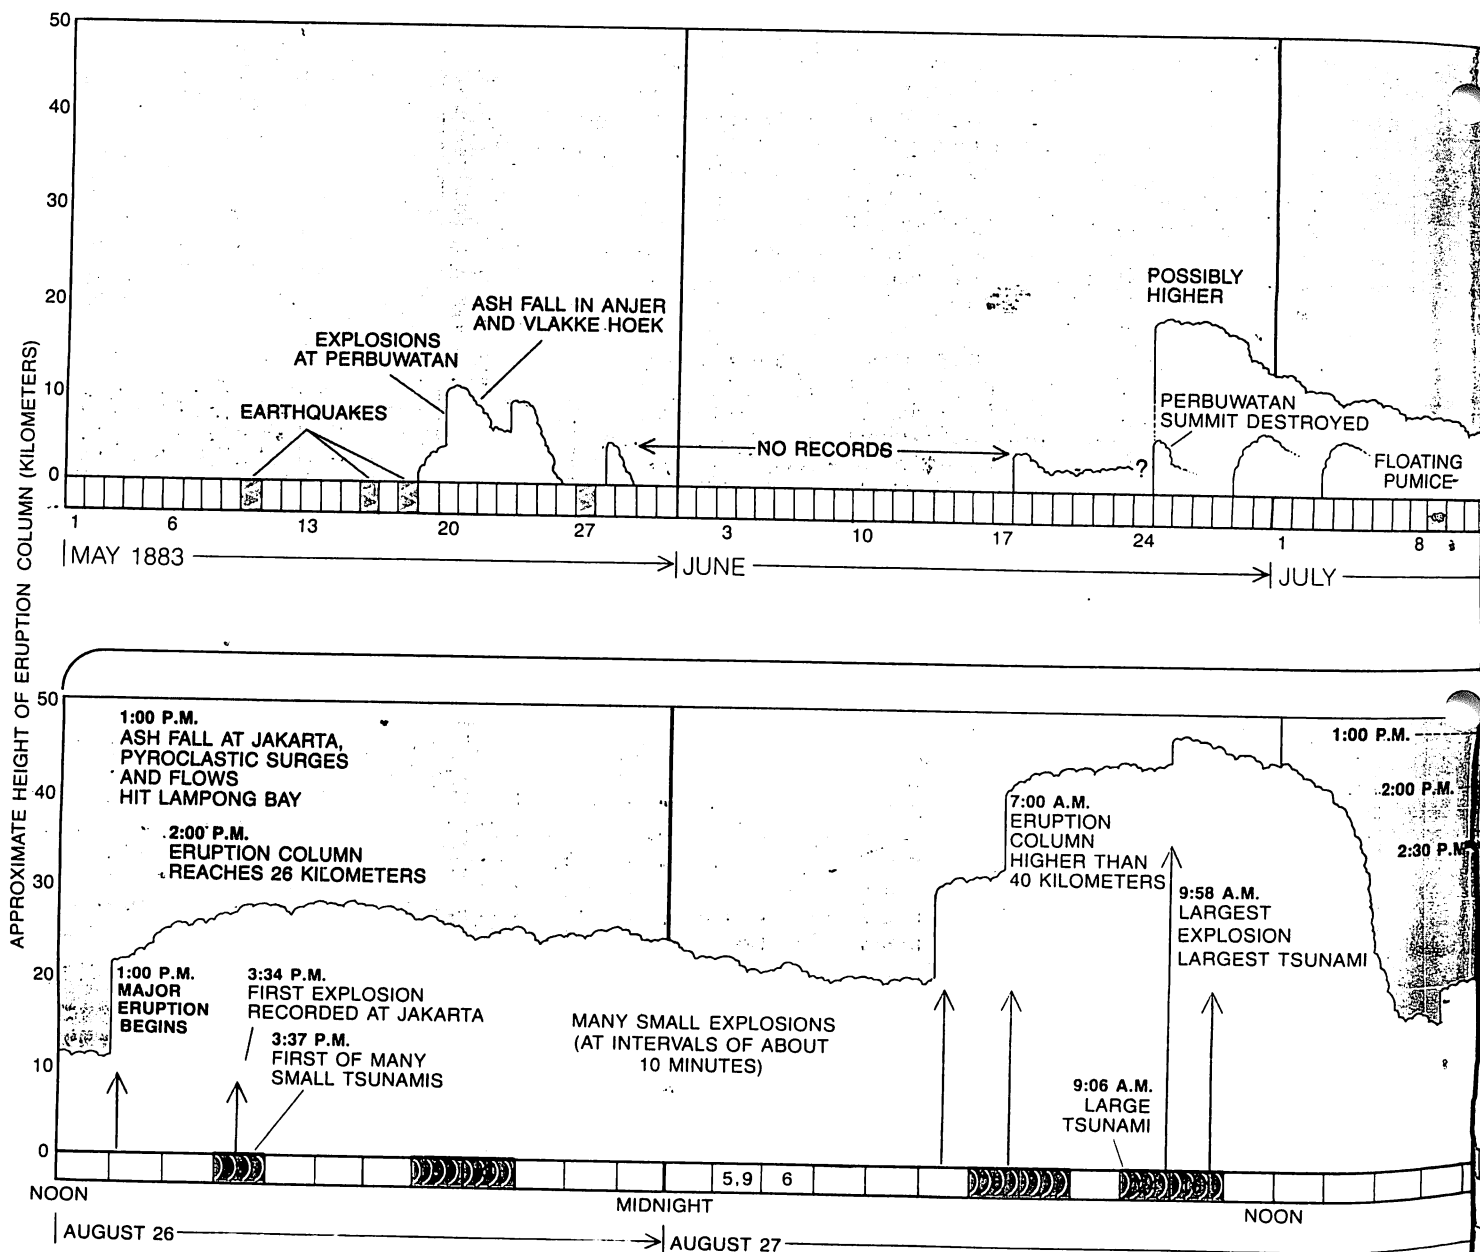 APPROXIMATE HEIGHT OF ERUPTION COLUMN (KILOMETERS)
50
40
30
20
10
0
POSSIBLY
HIGHER
ASH FALL IN ANJER
AND VLAKKE HOEK
EXPLOSIONS
AT PERBUWATAN
EARTHQUAKES
NO RECORDS
?
PERBUWATAN
SUMMIT DESTROYED
FLOATING
PUMICE
1 6 13 20 27 3 10 17 24 1 8
MAY 1883 JUNE JULY
50
40
30
20
10
0
1:00 P.M.
ASH FALL AT JAKARTA,
PYROCLASTIC SURGES
AND FLOWS
HIT LAMPONG BAY
2:00 P.M.
ERUPTION COLUMN
REACHES 26 KILOMETERS
1:00 P.M.
MAJOR
ERUPTION
BEGINS
3:34 P.M.
FIRST EXPLOSION
RECORDED AT JAKARTA
3:37 P.M.
FIRST OF MANY
SMALL TSUNAMIS
MANY SMALL EXPLOSIONS
(AT INTERVALS OF ABOUT
10 MINUTES)
7:00 A.M.
ERUPTION
COLUMN
HIGHER THAN
40 KILOMETERS
9:58 A.M.
LARGEST
EXPLOSION
LARGEST TSUNAMI
9:06 A.M.
LARGE
TSUNAMI
1:00 P.M.
2:00 P.M.
2:30 P.M
5.9 6
NOON MIDNIGHT NOON
AUGUST 26 AUGUST 27